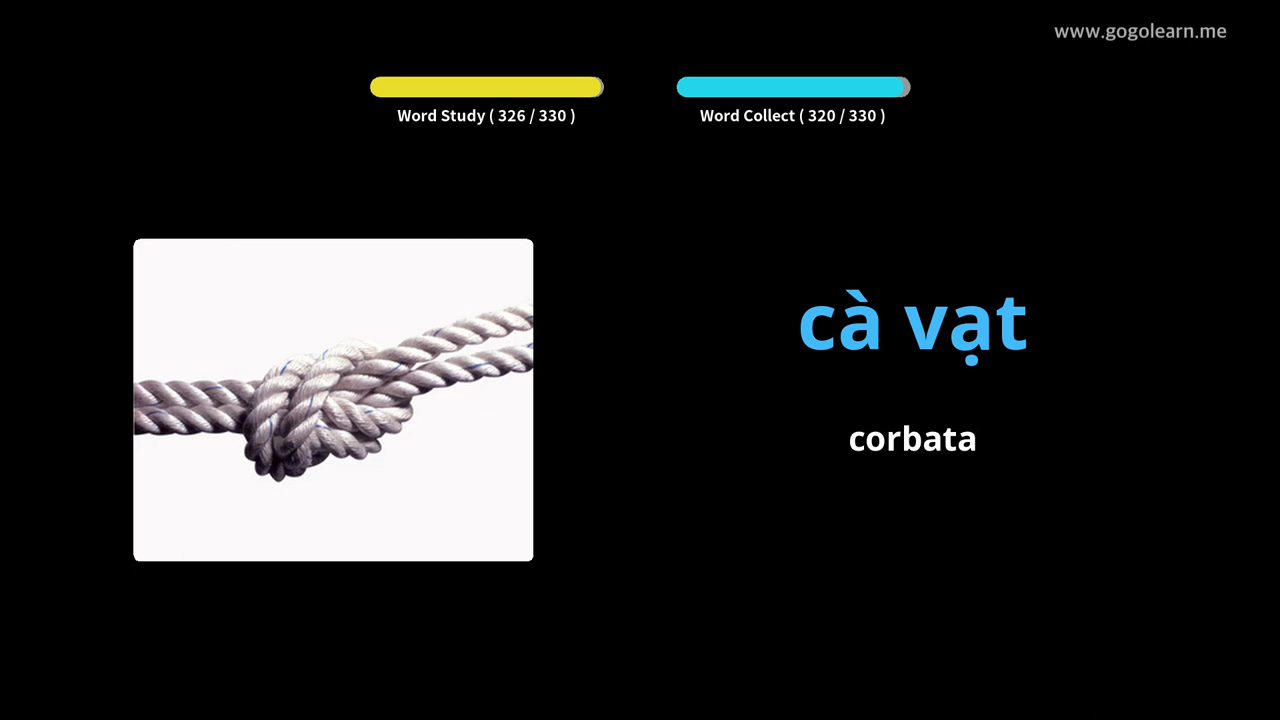 www.gogolearn.me
Word Study ( 326 / 330 )
Word Collect ( 320 / 330 )
cà vạt
corbata